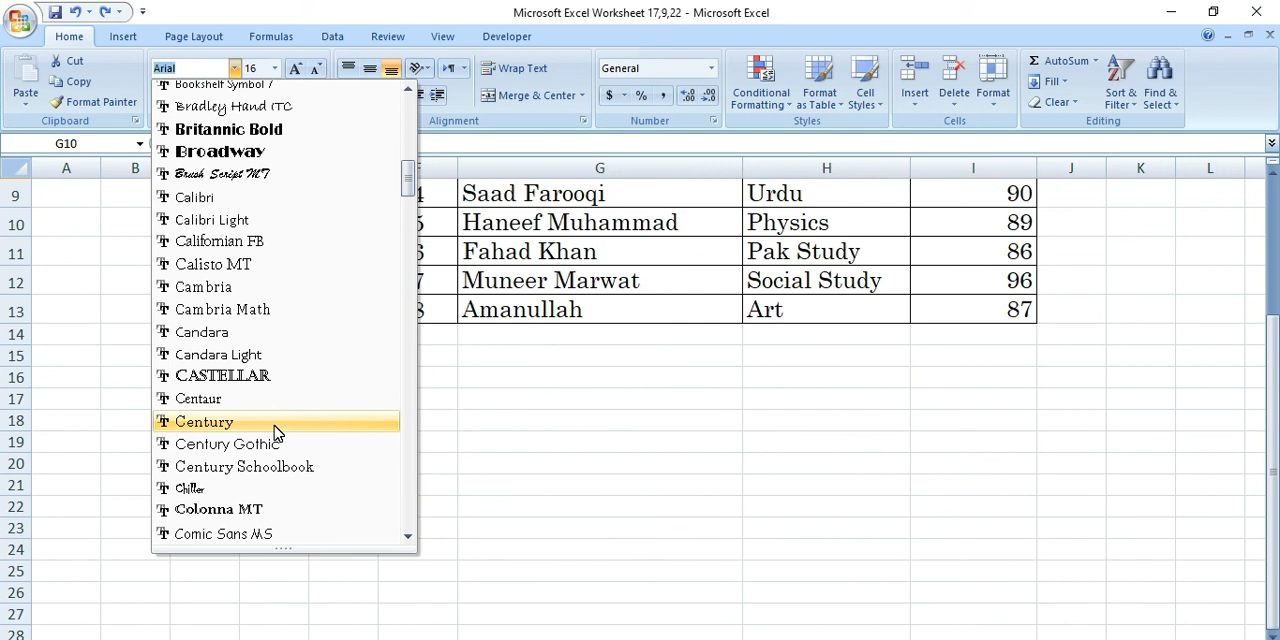 Microsoft Excel Worksheet 17,9,22 - Microsoft Excel
Home Insert Page Layout Formulas Data Review View Developer
Paste
Cut
Copy
Format Painter
Clipboard
Arial 16
Wrap Text
Merge & Center
Alignment
General
$ % ,
Number
Conditional Formatting
Format as Table
Cell Styles
Styles
Insert
Delete
Format
Cells
AutoSum
Fill
Clear
Sort & Filter
Find & Select
Editing
G10
A B G H I J K L
9 4 Saad Farooqi Urdu 90
10 5 Haneef Muhammad Physics 89
11 6 Fahad Khan Pak Study 86
12 7 Muneer Marwat Social Study 96
13 8 Amanullah Art 87
14
15
16
17
18
19
20
21
22
23
24
25
26
27
28
Bookshelf Symbol 7
Bradley Hand ITC
Britannic Bold
Broadway
Brush Script MT
Calibri
Calibri Light
Californian FB
Calisto MT
Cambria
Cambria Math
Candara
Candara Light
CASTELLAR
Centaur
Century
Century Gothic
Century Schoolbook
Chiller
Colonna MT
Comic Sans MS